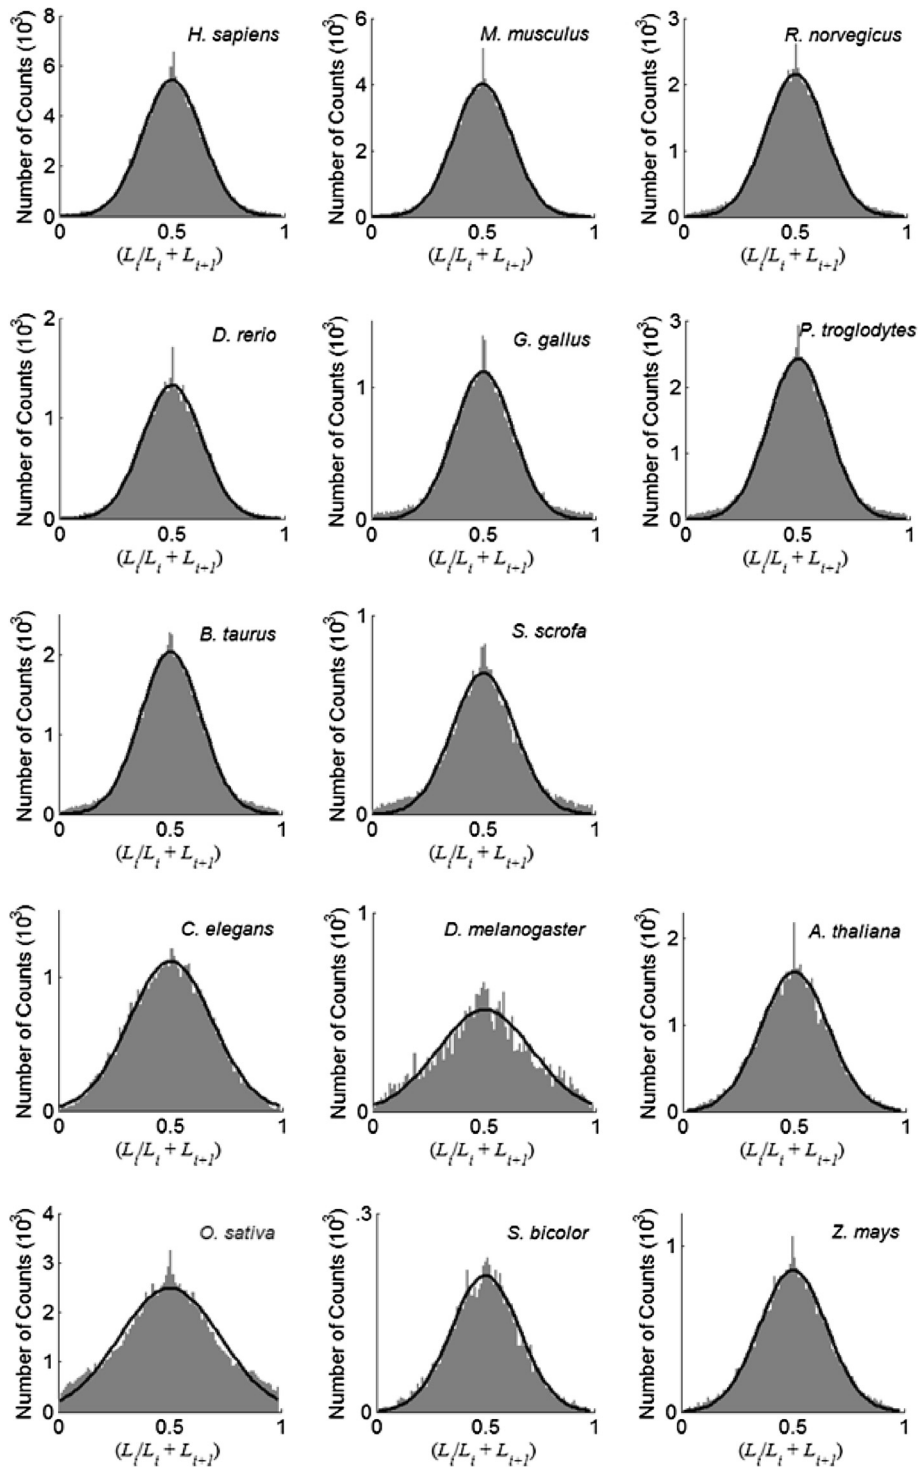 H. sapiens
Number of Counts (10³)
8
6
4
2
0
0 0.5 1
(Lᵢ/Lᵢ + Lᵢ₊₁)
M. musculus
Number of Counts (10³)
6
4
2
0
0 0.5 1
(Lᵢ/Lᵢ + Lᵢ₊₁)
R. norvegicus
Number of Counts (10³)
3
2
1
0
0 0.5 1
(Lᵢ/Lᵢ + Lᵢ₊₁)
D. rerio
Number of Counts (10³)
2
1
0
0 0.5 1
(Lᵢ/Lᵢ + Lᵢ₊₁)
G. gallus
Number of Counts (10³)
1
0
0 0.5 1
(Lᵢ/Lᵢ + Lᵢ₊₁)
P. troglodytes
Number of Counts (10³)
3
2
1
0
0 0.5 1
(Lᵢ/Lᵢ + Lᵢ₊₁)
B. taurus
Number of Counts (10³)
2
1
0
0 0.5 1
(Lᵢ/Lᵢ + Lᵢ₊₁)
S. scrofa
Number of Counts (10³)
1
0
0 0.5 1
(Lᵢ/Lᵢ + Lᵢ₊₁)
C. elegans
Number of Counts (10³)
1
0
0 0.5 1
(Lᵢ/Lᵢ + Lᵢ₊₁)
D. melanogaster
Number of Counts (10³)
1
0
0 0.5 1
(Lᵢ/Lᵢ + Lᵢ₊₁)
A. thaliana
Number of Counts (10³)
2
1
0
0 0.5 1
(Lᵢ/Lᵢ + Lᵢ₊₁)
O. sativa
Number of Counts (10³)
4
3
2
1
0
0 0.5 1
(Lᵢ/Lᵢ + Lᵢ₊₁)
S. bicolor
Number of Counts (10³)
.3
0
0 0.5 1
(Lᵢ/Lᵢ + Lᵢ₊₁)
Z. mays
Number of Counts (10³)
1
0
0 0.5 1
(Lᵢ/Lᵢ + Lᵢ₊₁)